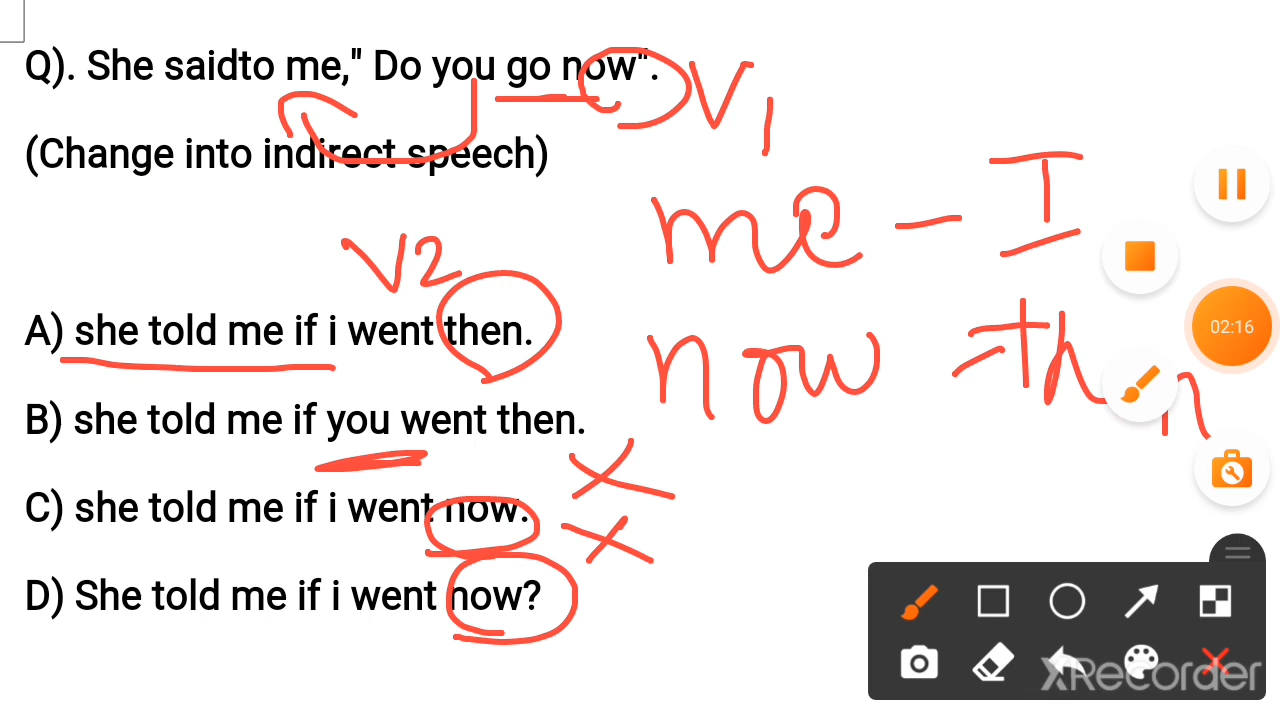 Q). She saidto me," Do you go now".
V1
(Change into indirect speech)
me - I
V2
A) she told me if i went then.
now - th n
02:16
B) she told me if you went then.
C) she told me if i went now.
D) She told me if i went now?
XRecorder